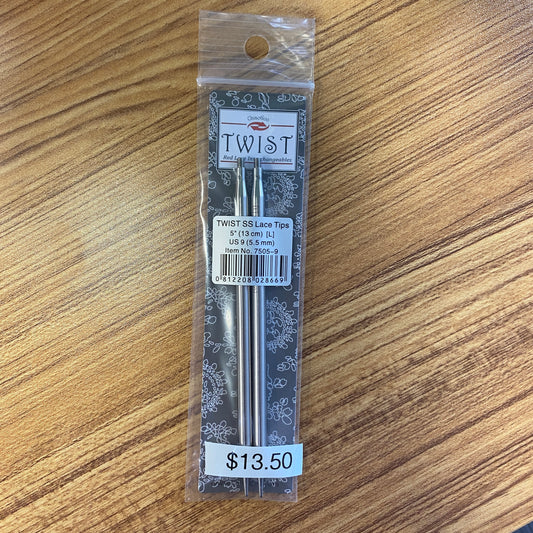 ChiaoGoo
TWIST
Red Lace Interchangeables
TWIST SS Lace Tips
5" (13 cm) [L]
US 9 (5.5 mm)
Item No. 7505-9
0 812208 028669
$13.50